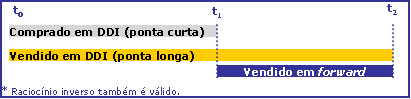 t0 t1 t2
Comprado em DDI (ponta curta)
Vendido em DDI (ponta longa)
Vendido em forward
* Raciocínio inverso também é válido.